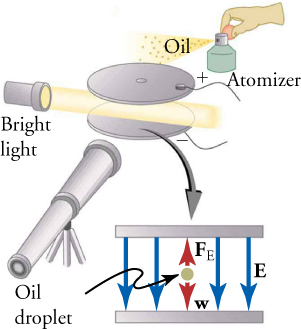 Oil
+
Atomizer
Bright
light
−
F_E
E
w
Oil
droplet